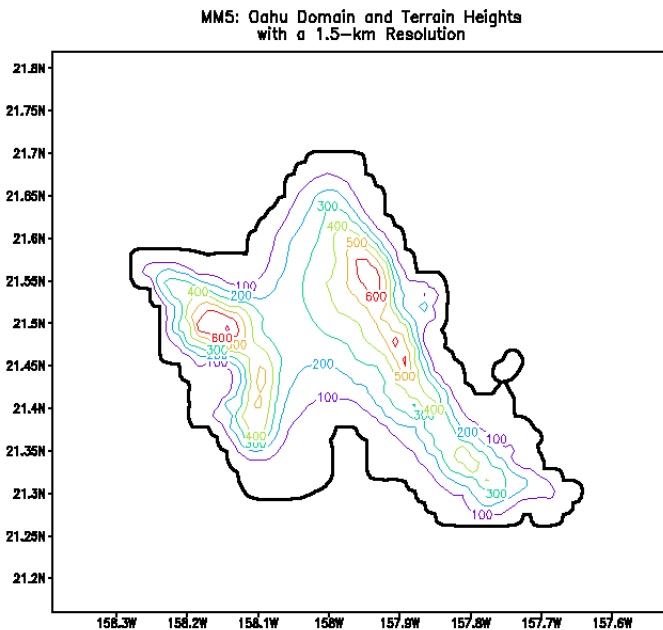 MM5: Oahu Domain and Terrain Heights
with a 1.5-km Resolution
21.8N
21.75N
21.7N
21.65N
300
400
21.6N
500
21.55N
100
200
400
600
21.5N
600
500
300
200
21.45N
100
200
500
21.4N
100
300
400
400
200
100
21.35N
300
300
21.3N
100
21.25N
21.2N
158.3W 158.2W 158.1W 158W 157.9W 157.8W 157.7W 157.6W